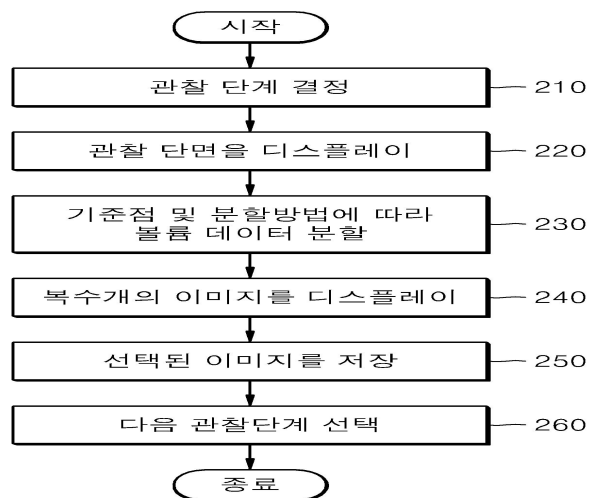 시작
관찰 단계 결정
210
관찰 단면을 디스플레이
220
기준점 및 분할방법에 따라
볼륨 데이터 분할
230
복수개의 이미지를 디스플레이
240
선택된 이미지를 저장
250
다음 관찰단계 선택
260
종료